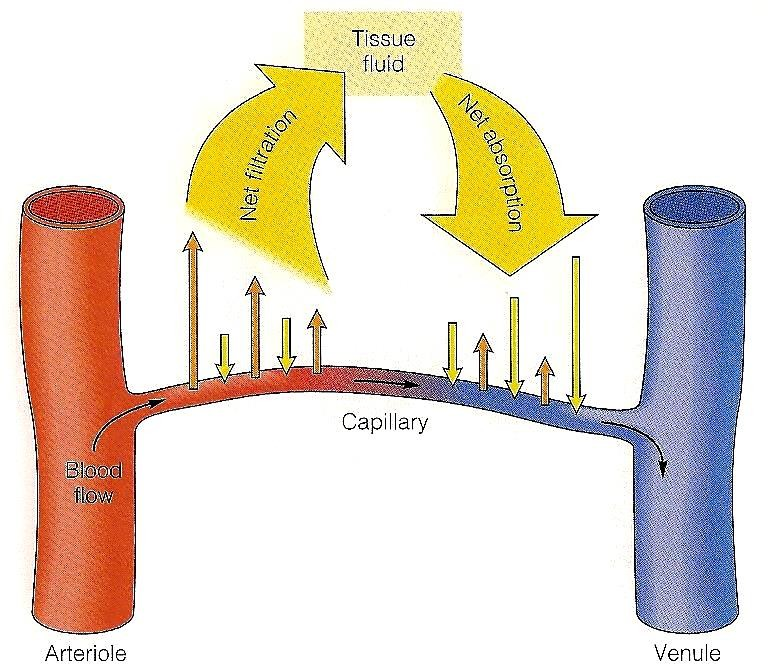 Tissue
fluid
Net filtration
Net absorption
Capillary
Blood
flow
Arteriole
Venule